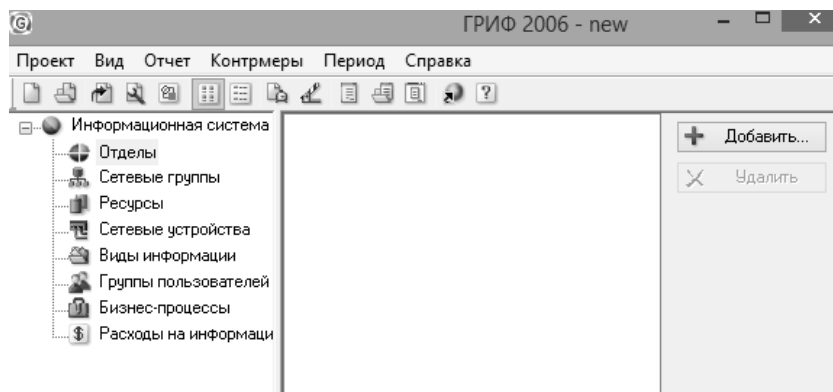 ГРИФ 2006 - new
Проект Вид Отчет Контрмеры Период Справка
Информационная система
Отделы
Сетевые группы
Ресурсы
Сетевые устройства
Виды информации
Группы пользователей
Бизнес-процессы
Расходы на информаци
Добавить...
Удалить